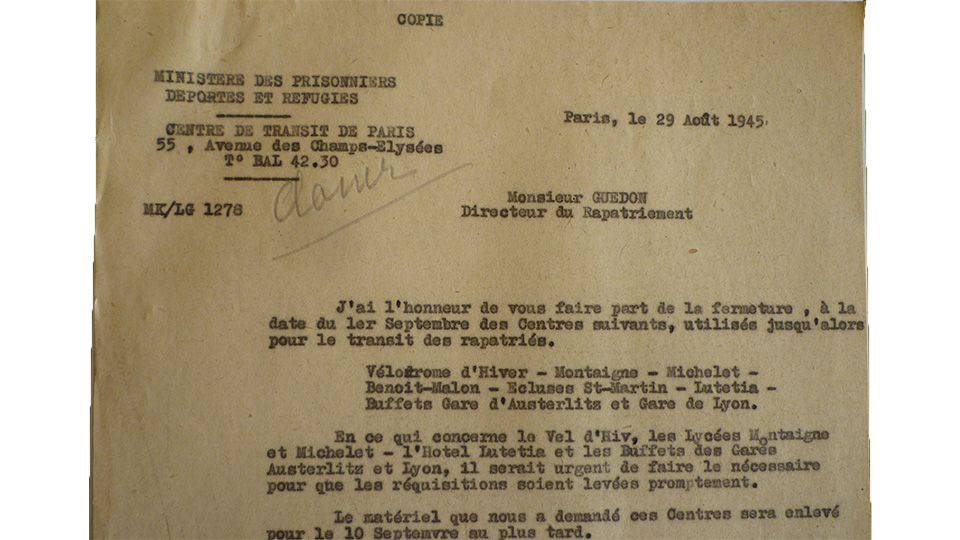 COPIE
MINISTERE DES PRISONNIERS
DEPORTES ET REFUGIES
Paris, le 29 Août 1945.
CENTRE DE TRANSIT DE PARIS
55 , Avenue des Champs-Elysées
T° BAL 42.30
MK/LG 1278
Monsieur GUEDON
Directeur du Rapatriement
J'ai l'honneur de vous faire part de la fermeture , à la
date du 1er Septembre des Centres suivants, utilisés jusqu'alors
pour le transit des rapatriés.
Vélodrome d'Hiver - Montaigne - Michelet -
Benoit-Malon - Ecluses St-Martin - Lutetia -
Buffets Gare d'Austerlitz et Gare de Lyon.
En ce qui concerne le Vel d'Hiv, les Lycées Montaigne
et Michelet - l'Hotel Lutetia et les Buffets des Gares
Austerlitz et Lyon, il serait urgent de faire le nécessaire
pour que les réquisitions soient levées promptement.
Le matériel que nous a demandé ces Centres sera enlevé
pour le 10 Septemvre au plus tard.